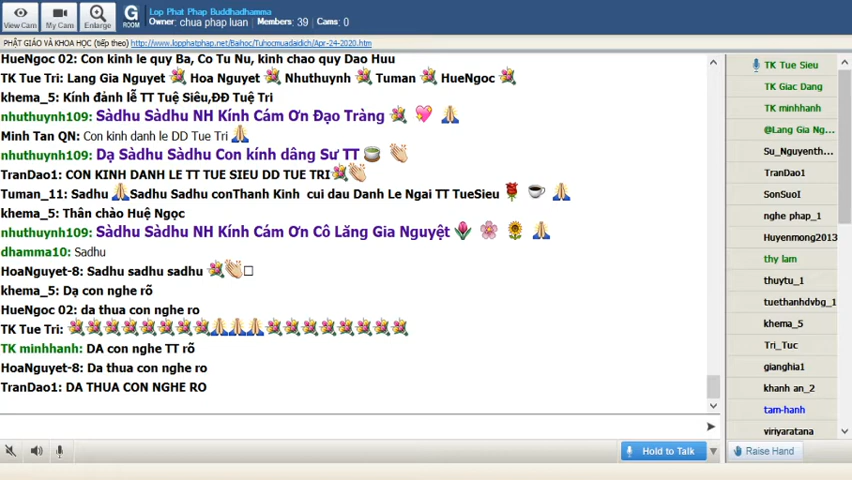 Lop Phat Phap Buddhadhamma
Owner: chua phap luan Members: 39 Cams: 0
View Cam
My Cam
Enlarge
G
ROOM
PHẬT GIÁO VÀ KHOA HỌC (tiếp theo) http://www.lopphatphap.net/Baihoc/Tuhocmuadaidich/Apr-24-2020.htm
HueNgoc 02: Con kinh le quy Ba, Co Tu Nu, kinh chao quy Dao Huu
TK Tue Tri: Lang Gia Nguyet Hoa Nguyet Nhuthuynh Tuman HueNgoc
khema_5: Kính đảnh lễ TT Tuệ Siêu,ĐĐ Tuệ Tri
nhuthuynh109: Sàdhu Sàdhu NH Kính Cám Ơn Đạo Tràng
Minh Tan QN: Con kinh danh le DD Tue Tri
nhuthuynh109: Dạ Sàdhu Sàdhu Con kính dâng Sư TT
TranDao1: CON KINH DANH LE TT TUE SIEU DD TUE TRI
Tuman_11: Sadhu Sadhu Sadhu conThanh Kinh cui dau Danh Le Ngai TT TueSieu
khema_5: Thân chào Huệ Ngọc
nhuthuynh109: Sàdhu Sàdhu NH Kính Cám Ơn Cô Lăng Gia Nguyệt
dhamma10: Sadhu
HoaNguyet-8: Sadhu sadhu sadhu
khema_5: Dạ con nghe rõ
HueNgoc 02: da thua con nghe ro
TK Tue Tri:
TK minhhanh: DA con nghe TT rõ
HoaNguyet-8: Da thua con nghe ro
TranDao1: DA THUA CON NGHE RO
Hold to Talk
TK Tue Sieu
TK Giac Dang
TK minhhanh
@Lang Gia Ng...
Su_Nguyenth...
TranDao1
SonSuoI
nghe phap_1
Huyenmong2013
thy lam
thuytu_1
tuethanhdvbg_1
khema_5
Tri_Tuc
gianghia1
khanh an_2
tam-hanh
viriyaratana
Raise Hand